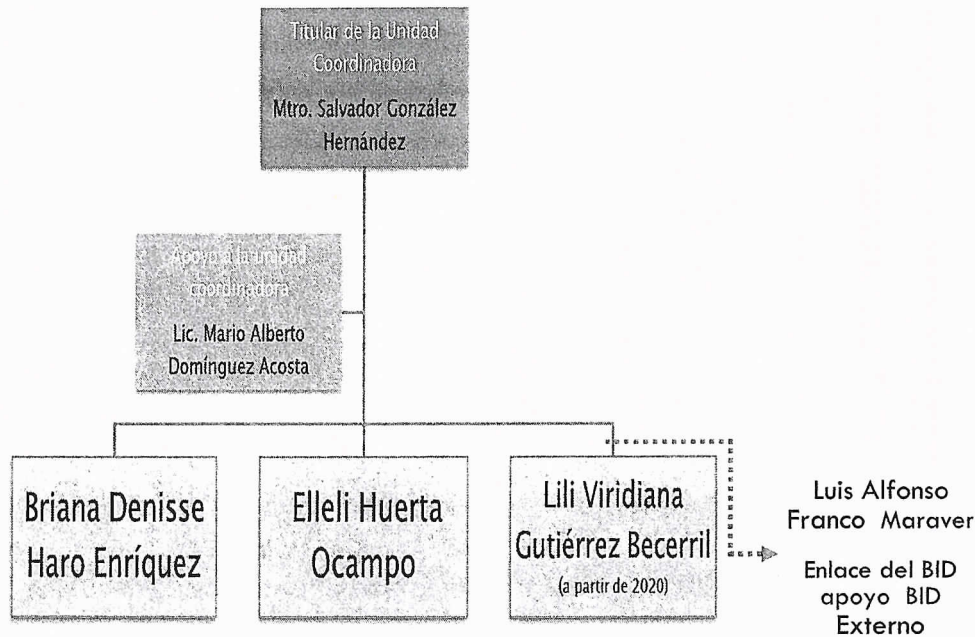 Titular de la Unidad
Coordinadora
Mtro. Salvador González
Hernández
Apoyo a la unidad
coordinadora
Lic. Mario Alberto
Domínguez Acosta
Briana Denisse
Haro Enríquez
Elleli Huerta
Ocampo
Lili Viridiana
Gutiérrez Becerril
(a partir de 2020)
Luis Alfonso
Franco Maraver
Enlace del BID
apoyo BID
Externo